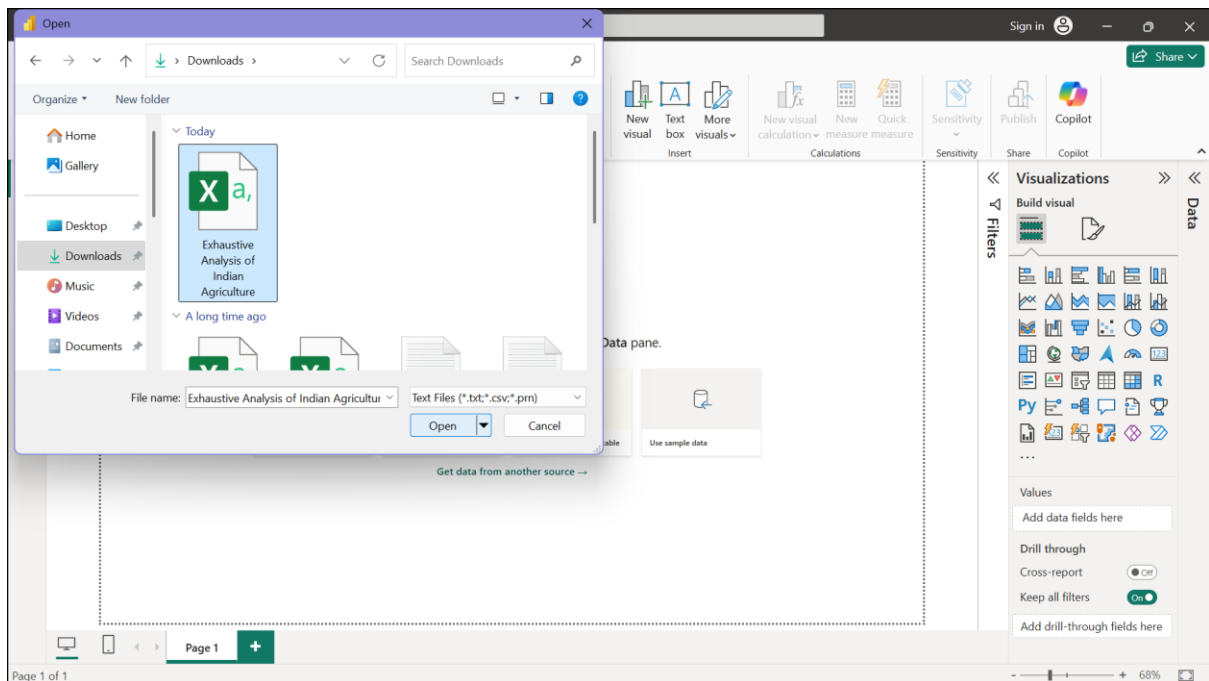 Open
Sign in
Downloads
Search Downloads
Share
Organize
New folder
Home
Gallery
Desktop
Downloads
Music
Videos
Documents
Today
X a,
Exhaustive
Analysis of
Indian
Agriculture
A long time ago
File name:
Exhaustive Analysis of Indian Agricultur
Text Files (*.txt;*.csv;*.prn)
Open
Cancel
New visual
Text box
More visuals
Insert
New visual calculation
New measure
Quick measure
Calculations
Sensitivity
Sensitivity
Publish
Share
Copilot
Copilot
Data pane.
table
Use sample data
Get data from another source →
Filters
Visualizations
Build visual
123
R
Py
123
...
Values
Add data fields here
Drill through
Cross-report
Off
Keep all filters
On
Add drill-through fields here
Data
Page 1
+
Page 1 of 1
- + 68%